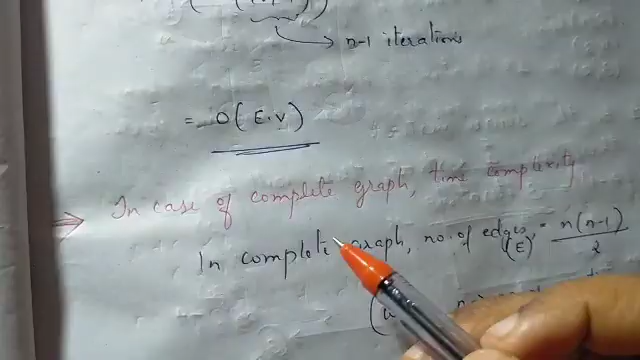 n-1 iterations
= O(E.V)
In case of complete graph, time complexity
In complete graph, no. of edges = n(n-1)/2
(E)